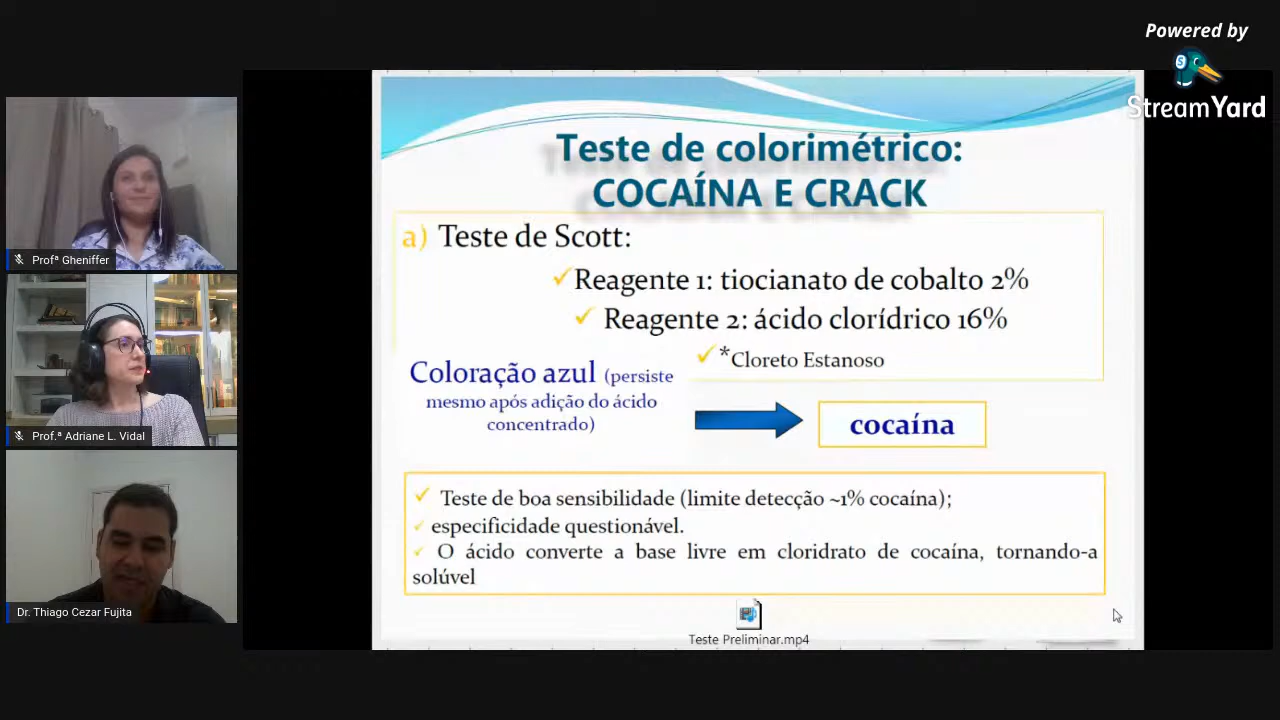 Powered by
StreamYard
Profª Gheniffer
Prof.ª Adriane L. Vidal
Dr. Thiago Cezar Fujita
Teste de colorimétrico:
COCAÍNA E CRACK
a) Teste de Scott:
✓Reagente 1: tiocianato de cobalto 2%
✓ Reagente 2: ácido clorídrico 16%
✓*Cloreto Estanoso
Coloração azul (persiste
mesmo após adição do ácido
concentrado)
cocaína
✓ Teste de boa sensibilidade (limite detecção ~1% cocaína);
✓ especificidade questionável.
✓ O ácido converte a base livre em cloridrato de cocaína, tornando-a
solúvel
Teste Preliminar.mp4